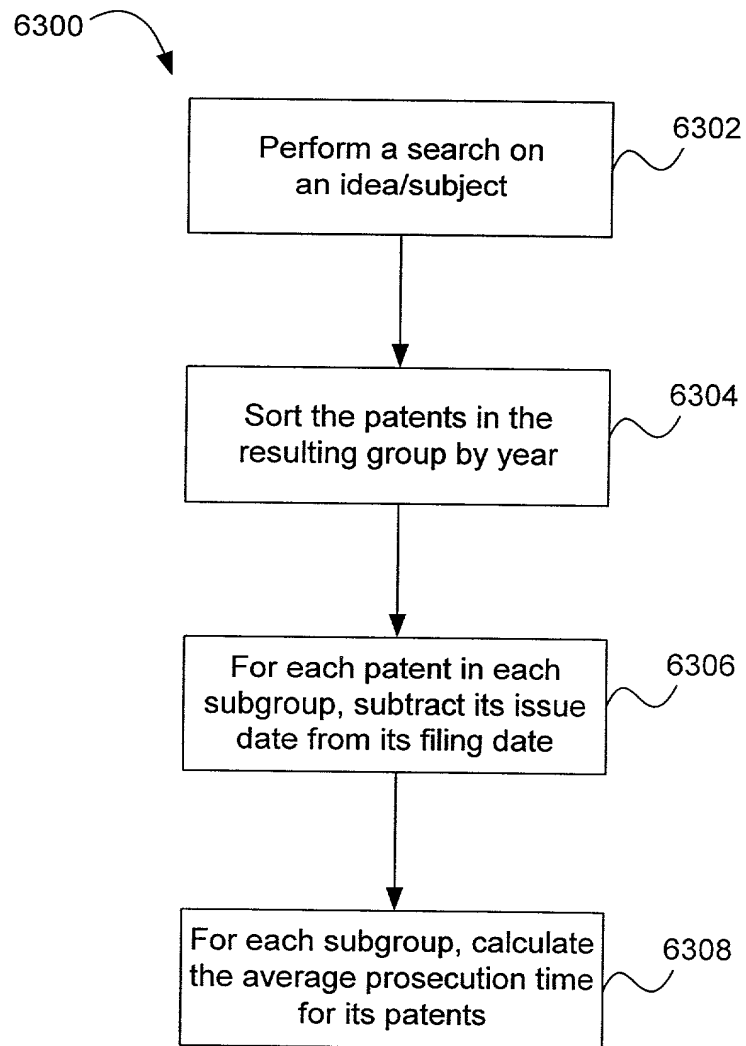 6300
6302
Perform a search on
an idea/subject
6304
Sort the patents in the
resulting group by year
6306
For each patent in each
subgroup, subtract its issue
date from its filing date
6308
For each subgroup, calculate
the average prosecution time
for its patents